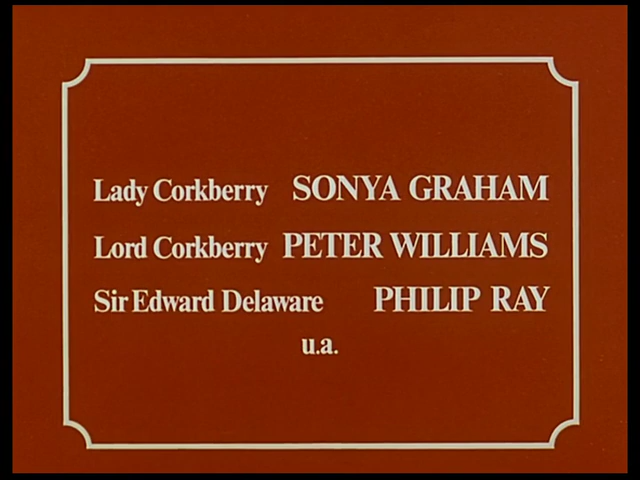 Lady Corkberry SONYA GRAHAM
Lord Corkberry PETER WILLIAMS
Sir Edward Delaware PHILIP RAY
u.a.